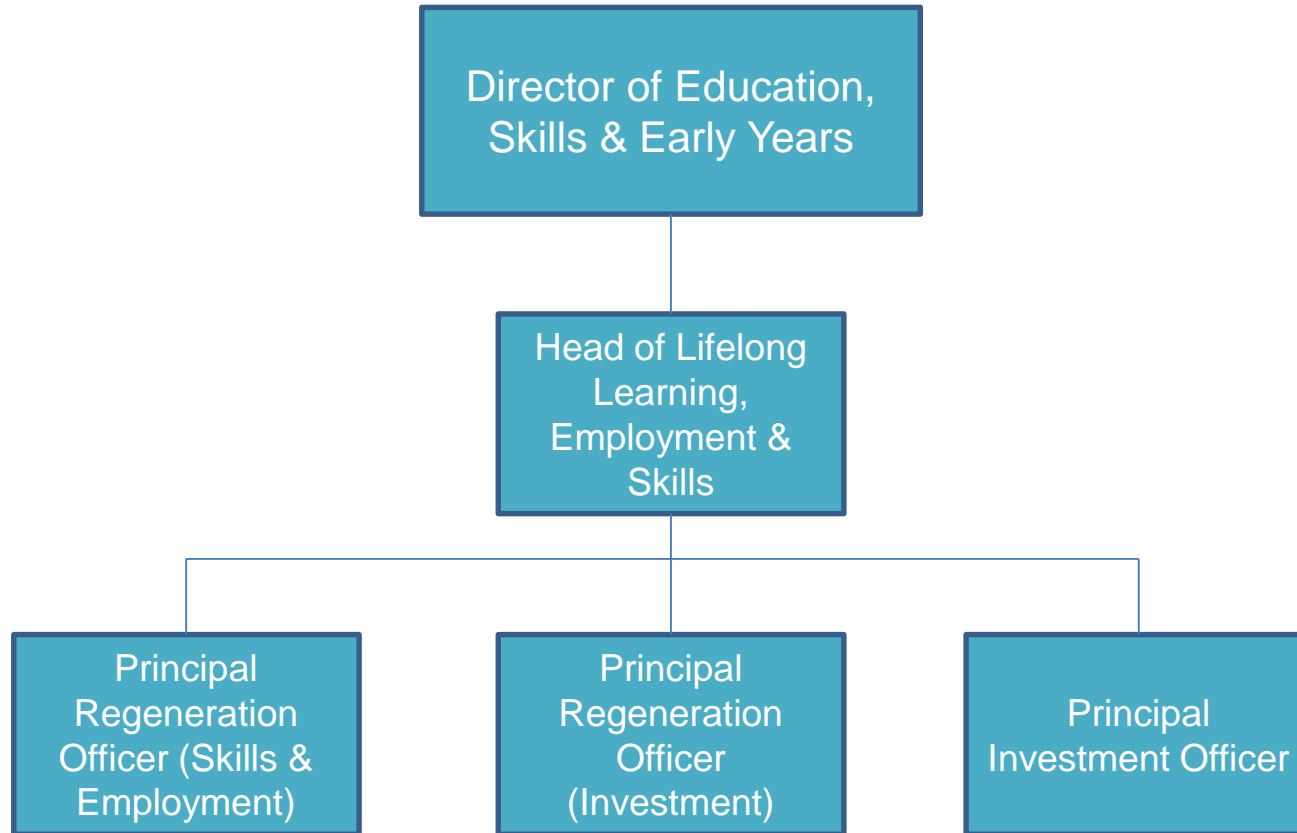 Director of Education,
Skills & Early Years
Head of Lifelong
Learning,
Employment &
Skills
Principal
Regeneration
Officer (Skills &
Employment)
Principal
Regeneration
Officer
(Investment)
Principal
Investment Officer